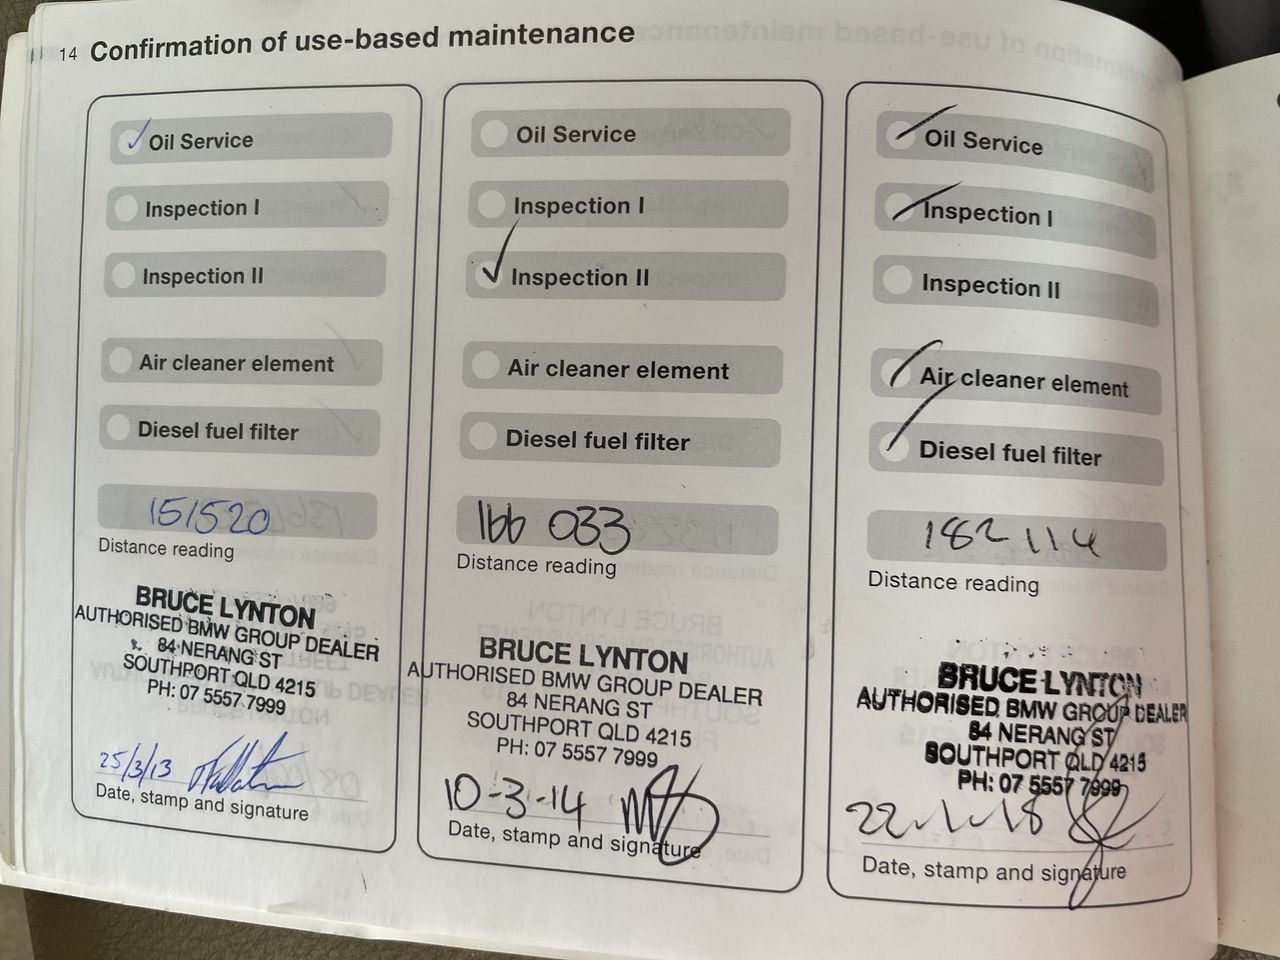 14 Confirmation of use-based maintenance
Oil Service
Inspection I
Inspection II
Air cleaner element
Diesel fuel filter
151520
Distance reading
BRUCE LYNTON
AUTHORISED BMW GROUP DEALER
84 NERANG ST
SOUTHPORT QLD 4215
PH: 07 5557 7999
25/3/13
Date, stamp and signature
Oil Service
Inspection I
Inspection II
Air cleaner element
Diesel fuel filter
166 033
Distance reading
BRUCE LYNTON
AUTHORISED BMW GROUP DEALER
84 NERANG ST
SOUTHPORT QLD 4215
PH: 07 5557 7999
10-3-14
Date, stamp and signature
Oil Service
Inspection I
Inspection II
Air cleaner element
Diesel fuel filter
182 114
Distance reading
BRUCE LYNTON
AUTHORISED BMW GROUP DEALER
84 NERANG ST
SOUTHPORT QLD 4215
PH: 07 5557 7999
22-1-18
Date, stamp and signature